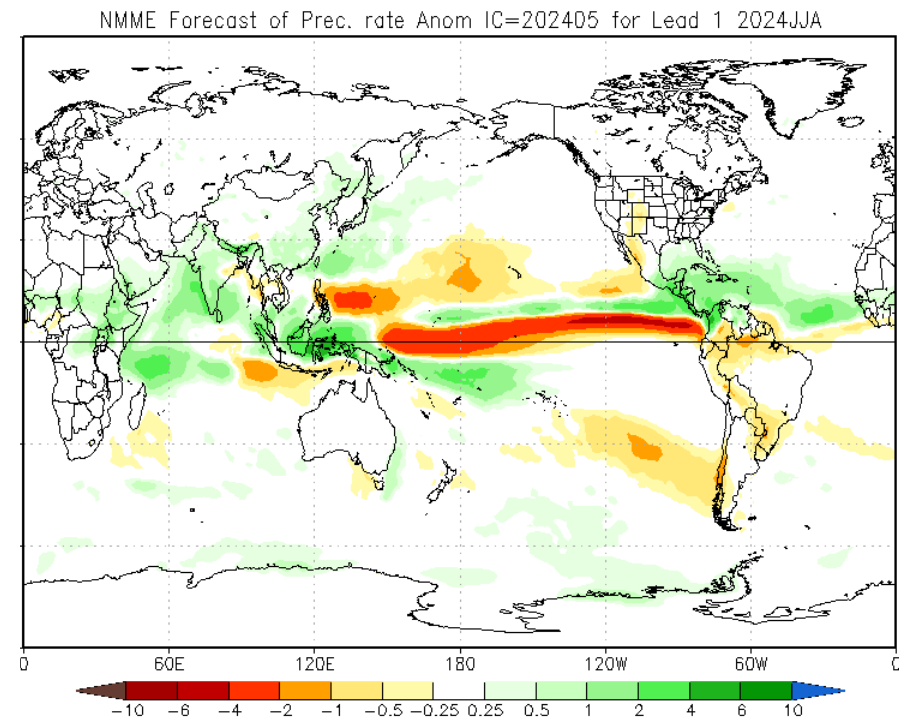 NMME Forecast of Prec. rate Anom IC=202405 for Lead 1 2024JJA
0 60E 120E 180 120W 60W 0
-10 -6 -4 -2 -1 -0.5 -0.25 0.25 0.5 1 2 4 6 10